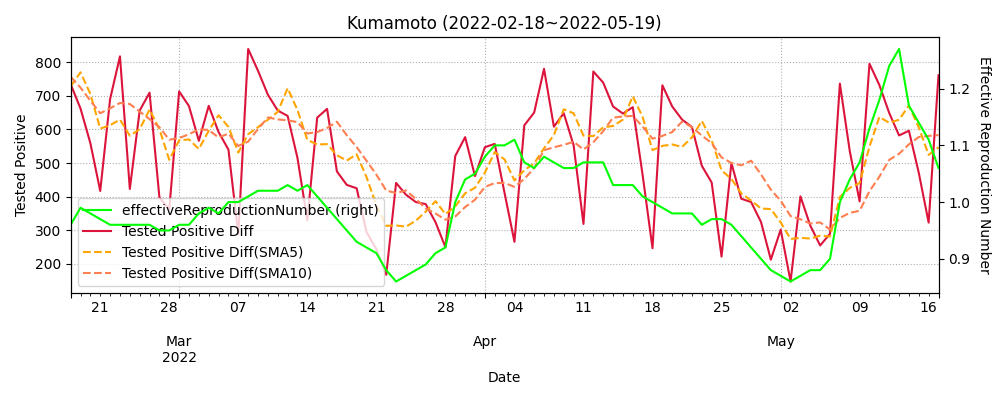 Kumamoto (2022-02-18~2022-05-19)
Tested Positive
800
700
600
500
400
300
200
1.2
1.1
1.0
0.9
Effective Reproduction Number
effectiveReproductionNumber (right)
Tested Positive Diff
Tested Positive Diff(SMA5)
Tested Positive Diff(SMA10)
21 28 07 14 21 28 04 11 18 25 02 09 16
Mar Apr May
2022
Date